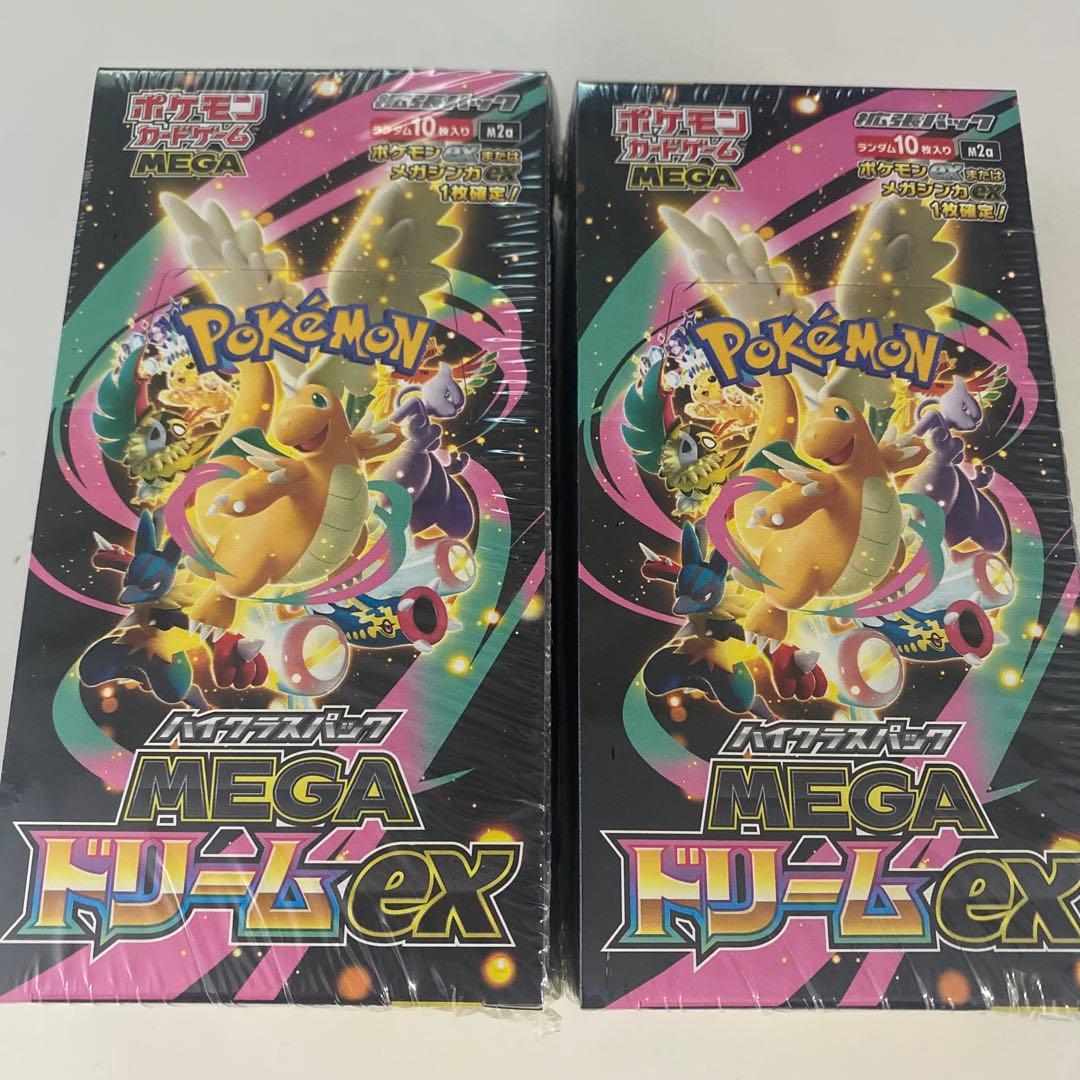 ポケモン
カードゲーム
MEGA
拡張パック
ランダム10枚入り M2a
ポケモンexまたは
メガシンカex
1枚確定!
POKéMON
ハイクラスパック
MEGA
ドリームex
ポケモン
カードゲーム
MEGA
拡張パック
ランダム10枚入り M2a
ポケモンexまたは
メガシンカex
1枚確定!
POKéMON
ハイクラスパック
MEGA
ドリームex